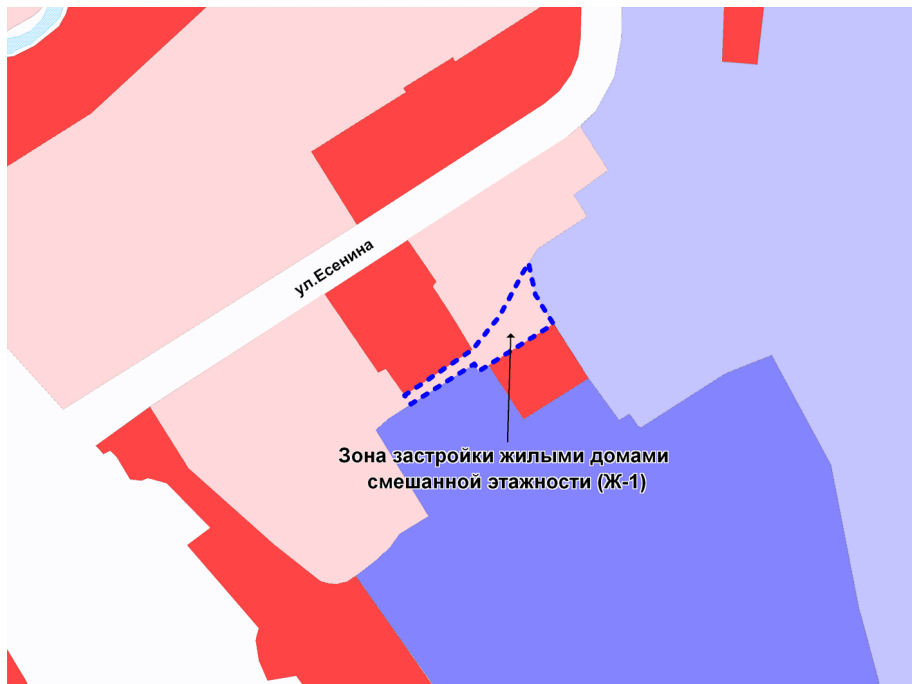 ул.Есенина
Зона застройки жилыми домами
смешанной этажности (Ж-1)